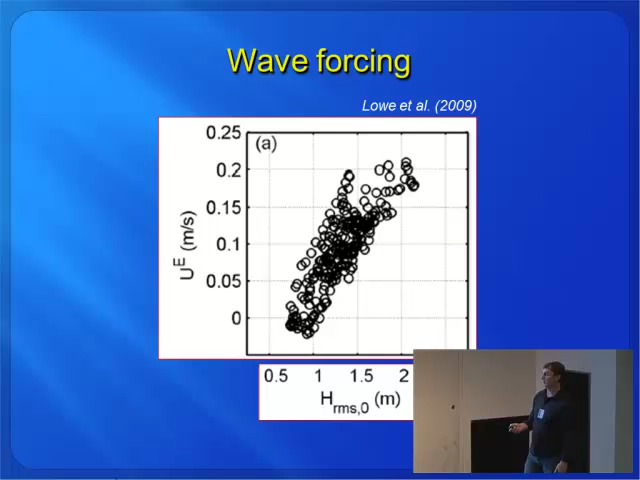 Wave forcing
Lowe et al. (2009)
(a)
0.25
0.2
0.15
0.1
0.05
0
U^E (m/s)
0.5 1 1.5 2
H_rms,0 (m)